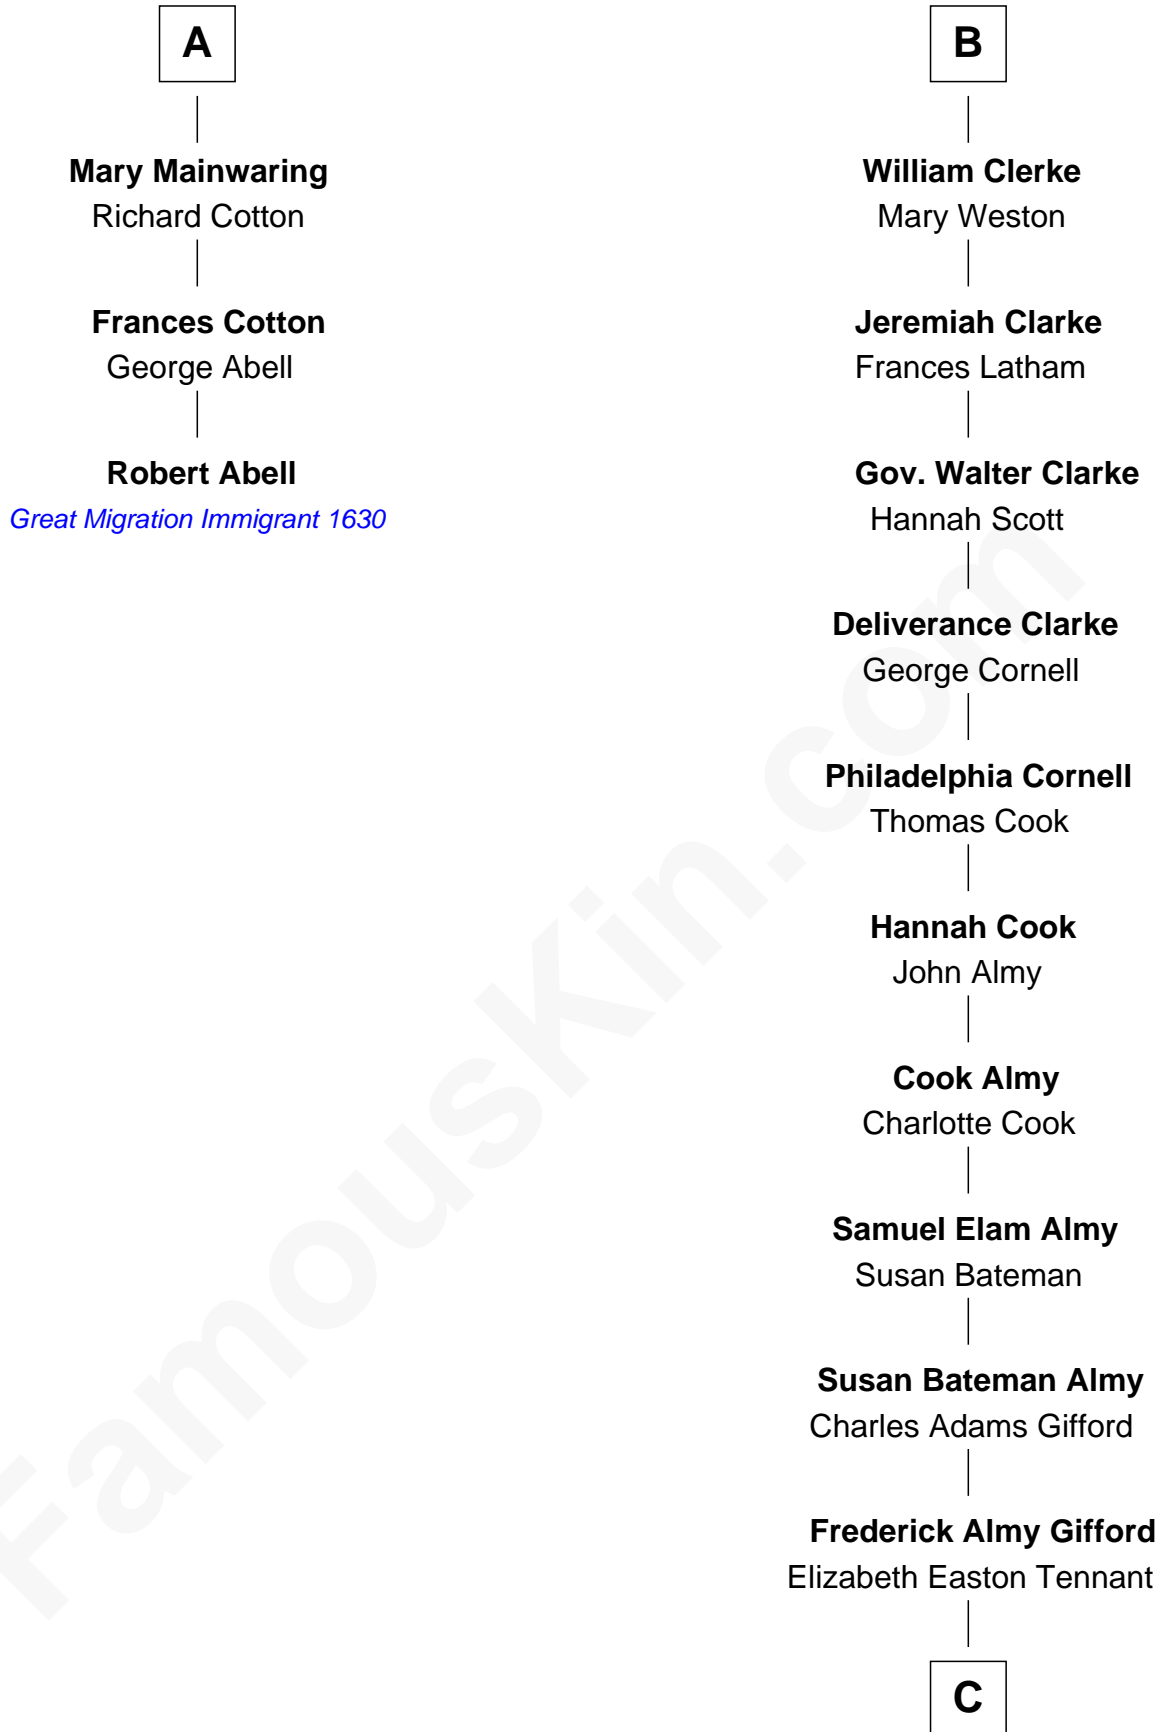 A
Mary Mainwaring
Richard Cotton
Frances Cotton
George Abell
Robert Abell
Great Migration Immigrant 1630
B
William Clerke
Mary Weston
Jeremiah Clarke
Frances Latham
Gov. Walter Clarke
Hannah Scott
Deliverance Clarke
George Cornell
Philadelphia Cornell
Thomas Cook
Hannah Cook
John Almy
Cook Almy
Charlotte Cook
Samuel Elam Almy
Susan Bateman
Susan Bateman Almy
Charles Adams Gifford
Frederick Almy Gifford
Elizabeth Easton Tennant
C
FamousKin.com